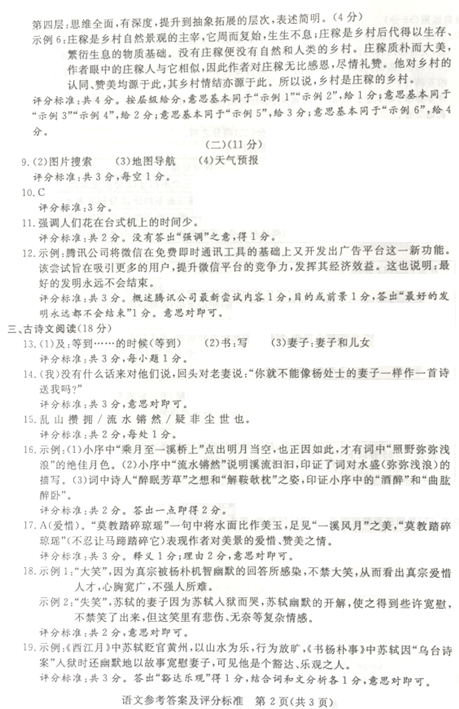 第四层:思维全面,有深度,提升到抽象拓展的层次,表述简明。(4 分)
示例 6:庄稼是乡村自然景观的主宰,它周而复始,生生不息;庄稼是乡村后代得以生存、
繁衍生息的物质基础。没有庄稼便没有自然和人类的乡村。庄稼质朴而大美,
作者眼中的庄稼人与它相似,因此作者对庄稼无比感恩,尽情礼赞。他对乡村的
认同、赞美均源于此,其乡村情结亦源于此。所以说,乡村是庄稼的乡村。
评分标准:共 4 分。按层级给分,意思基本同于“示例 1”“示例 2”,给 1 分;意思基本同于
“示例 3”“示例 4”,给 2 分;意思基本同于“示例 5”,给 3 分;意思基本同于“示例 6”,给 4
分。
(二)(11 分)
9.(2)图片搜索 (3)地图导航 (4)天气预报
评分标准:共 3 分,每空 1 分。
10.C
评分标准:3 分。
11.强调人们花在台式机上的时间少。
评分标准:共 2 分。没有答出“强调”之意,得 1 分。
12.示例:腾讯公司将微信在免费即时通讯工具的基础上又开发出广告平台这一新功能。
该尝试旨在吸引更多的用户,提升微信平台的竞争力,发挥其经济效益。这也说明:最
好的发明永远不会结束。
评分标准:共 3 分。概述腾讯公司最新尝试内容 1 分,目的或前景 1 分,答出“最好的发
明永远都不会结束”1 分。意思对即可。
三、古诗文阅读(18 分)
13.(1)及:等到……的时候(等到) (2)书:写 (3)妻子:妻子和儿女
评分标准:共 3 分,每小题 1 分。
14.(我)没有什么话来对他们说,回头对老妻说:“你就不能像杨处士的妻子一样作一首诗
送我吗?”
评分标准:共 3 分,意思对即可。
15.乱山攒拥/流水锵然/疑非尘世也。
评分标准:共 2 分,每处 1 分。
16.示例:(1)小序中“乘月至一溪桥上”点出明月当空,也正因如此,才有词中“照野弥弥浅
浪”的绝佳月色。(2)小序中“流水锵然”说明溪流汩汩,印证了词对水盛(弥弥浅浪)的
描写。(3)词中诗人“醉眠芳草”之想和“解鞍欹枕”之姿,印证小序中的“酒醉”和“曲肱
醉卧”。
评分标准:共 2 分。答出一点即得 2 分。
17.A(爱惜)。“莫教踏碎琼瑶”一句中将水面比作美玉,足见“一溪风月”之美,“莫教踏碎
琼瑶”(不忍让马蹄踏碎它)表现作者对美景的爱惜、赞美之情。
评分标准:共 3 分。释义 1 分;理由 2 分,意思对即可。
18.示例 1:“大笑”,因为真宗被杨朴机智幽默的回答所感染,不禁大笑,从而看出真宗爱惜
人才,心胸宽广,不强人所难。
示例 2:“失笑”,苏轼的妻子因为苏轼入狱而哭,苏轼幽默的开解,使之得到些许宽慰,
不禁笑了出来,但这笑里有悲伤、无奈等复杂情感。
评分标准:共 2 分,意思对即可。
19.示例:《西江月》中苏轼贬官黄州,以山水为乐,行为放旷,《书杨朴事》中苏轼因“乌台诗
案”入狱时还幽默地以故事宽慰妻子,可见他是个豁达、乐观之人。
评分标准:共 3 分。答出“豁达乐观”得 1 分,结合词和文分析各 1 分,意思对即可。
语文参考答案及评分标准 第 2 页(共 3 页)